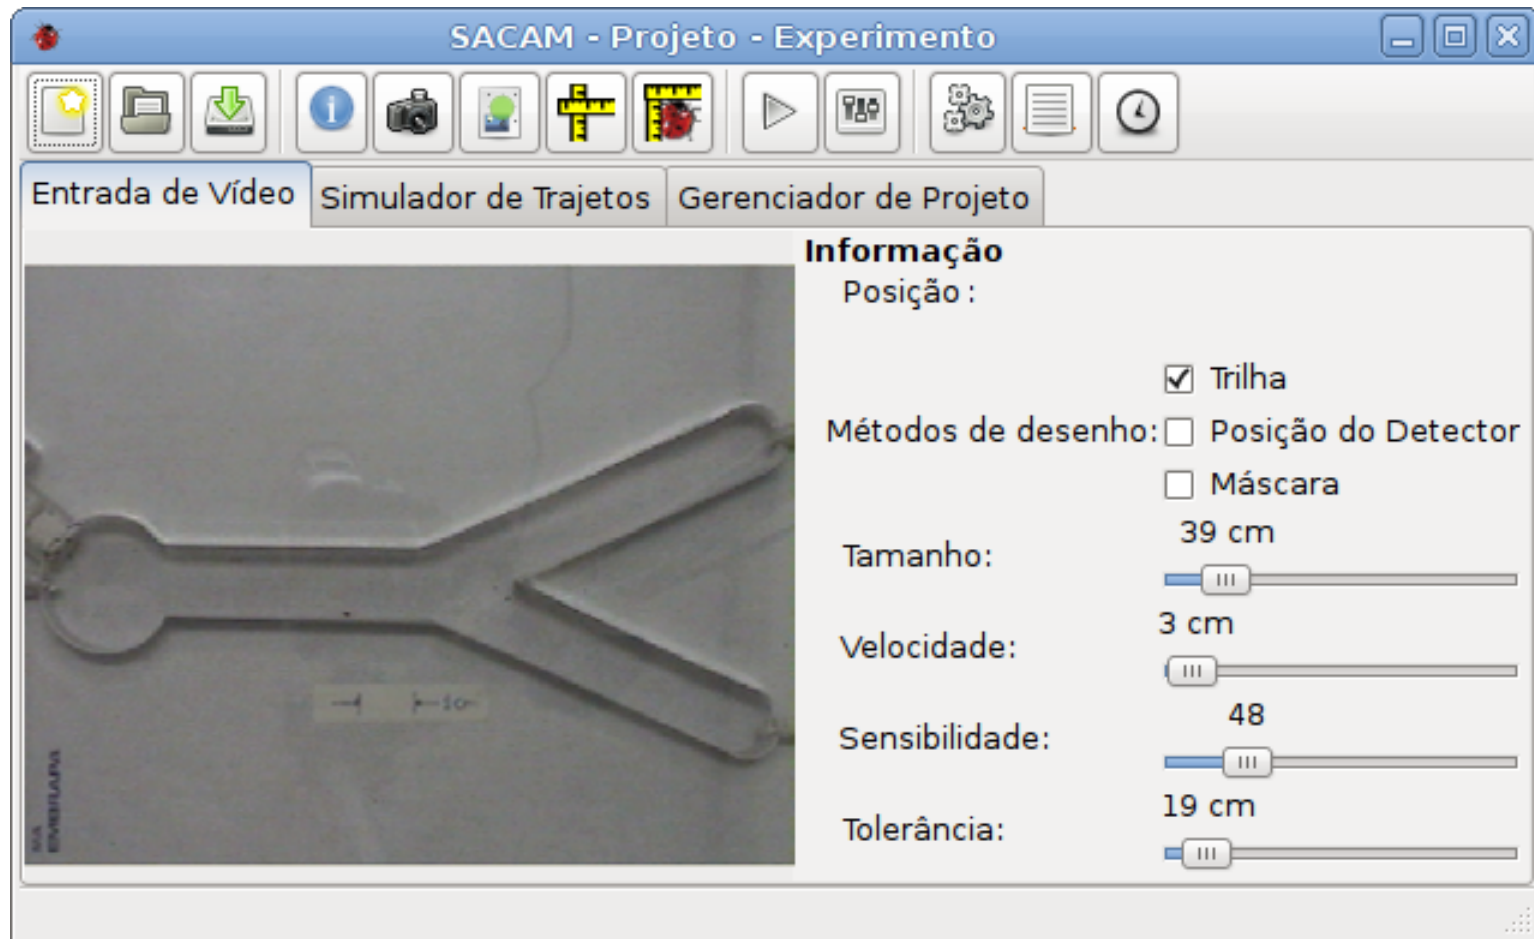 SACAM - Projeto - Experimento
Entrada de Vídeo
Simulador de Trajetos
Gerenciador de Projeto
Informação
Posição :
Métodos de desenho:
Trilha
Posição do Detector
Máscara
Tamanho:
39 cm
Velocidade:
3 cm
Sensibilidade:
48
Tolerância:
19 cm
EMBRAPA